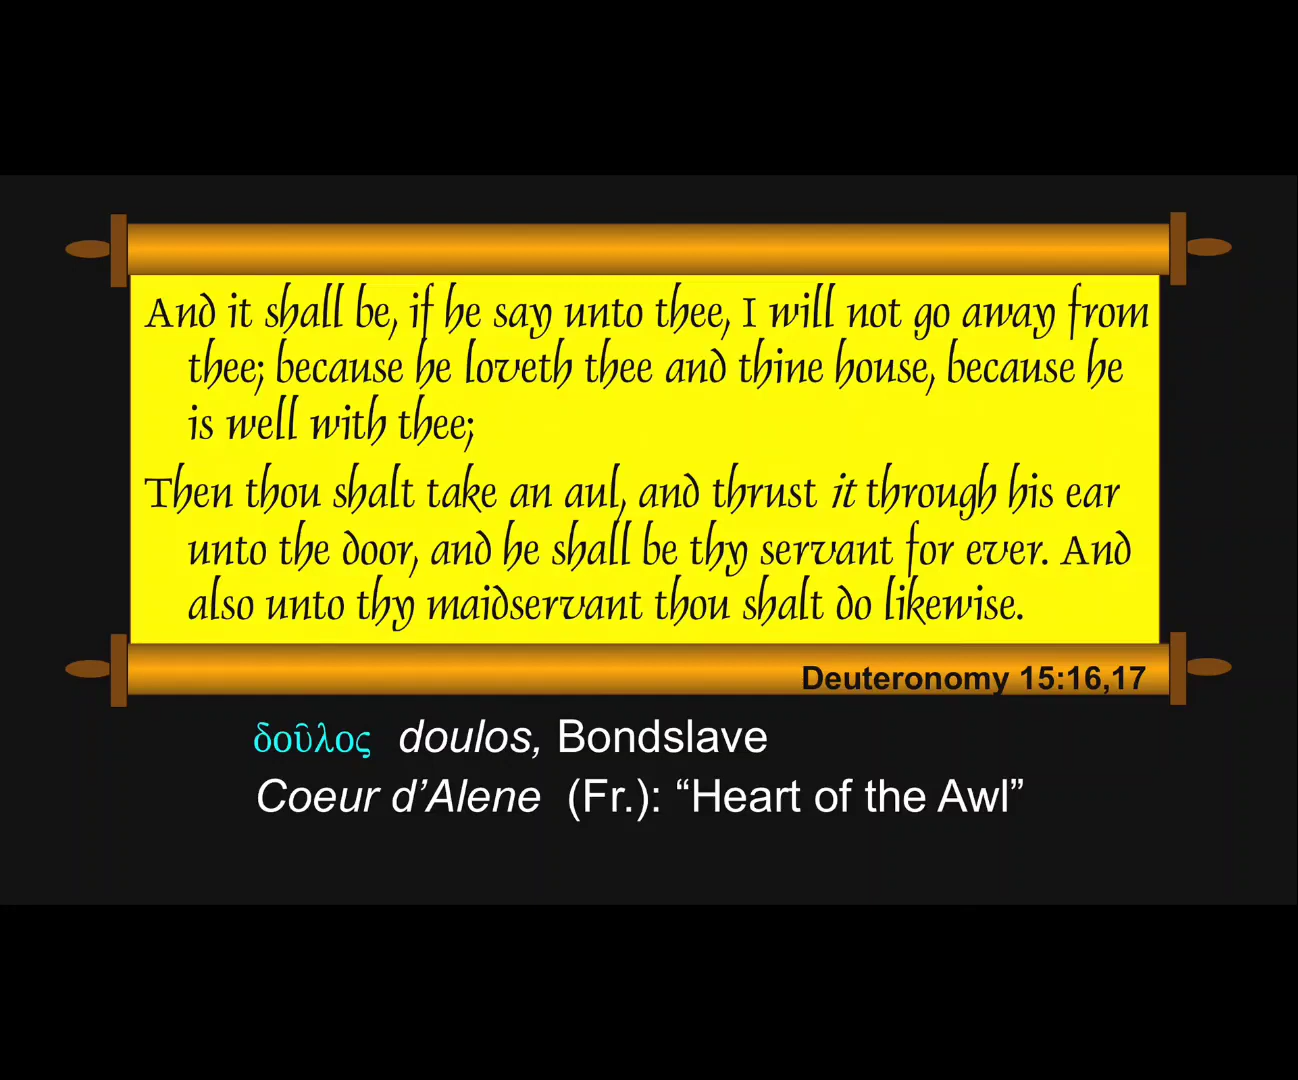 And it shall be, if he say unto thee, I will not go away from
thee; because he loveth thee and thine house, because he
is well with thee;
Then thou shalt take an aul, and thrust it through his ear
unto the door, and he shall be thy servant for ever. And
also unto thy maidservant thou shalt do likewise.
Deuteronomy 15:16,17
δοῦλος doulos, Bondslave
Coeur d’Alene (Fr.): “Heart of the Awl”